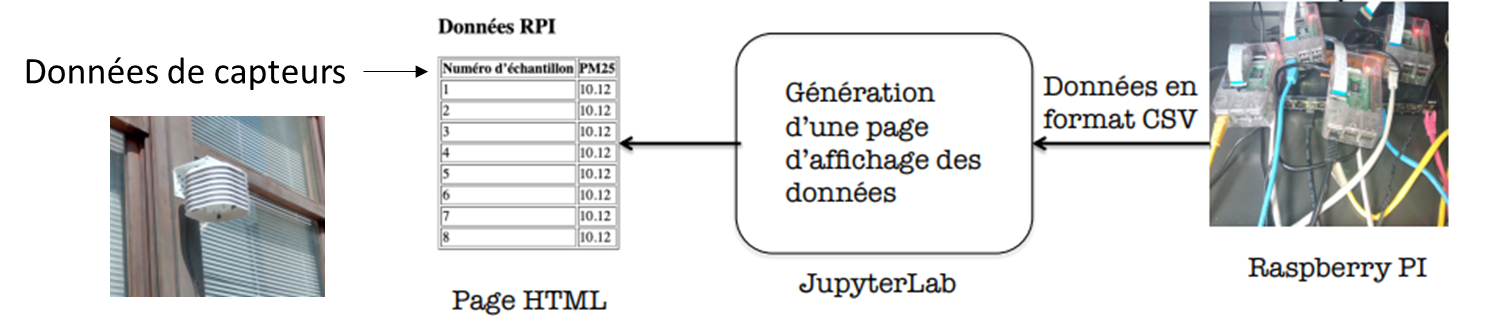 Données de capteurs
Données RPI
Numéro d'échantillon PM25
1 10.12
2 10.12
3 10.12
4 10.12
5 10.12
6 10.12
7 10.12
8 10.12
Page HTML
Génération
d'une page
d'affichage des
données
JupyterLab
Données en
format CSV
Raspberry PI